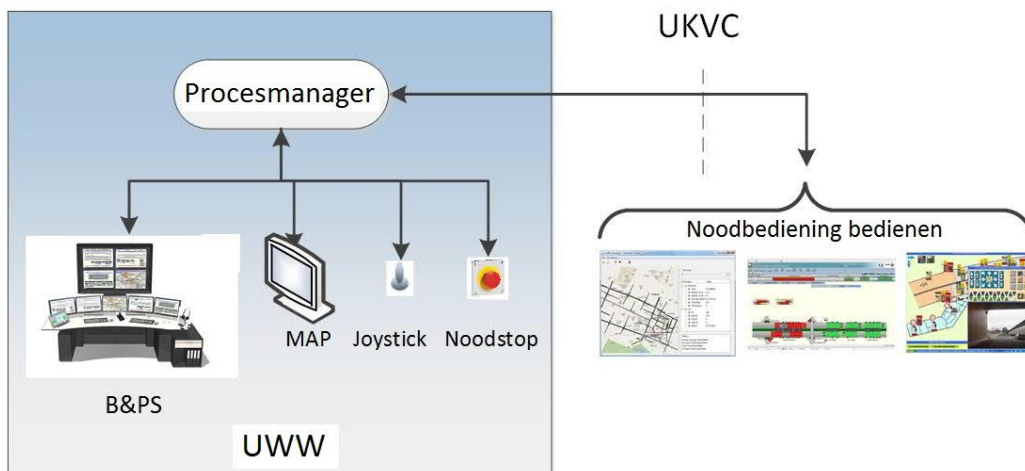 UKVC
Procesmanager
Noodbediening bedienen
MAP
Joystick
Noodstop
B&PS
UWW